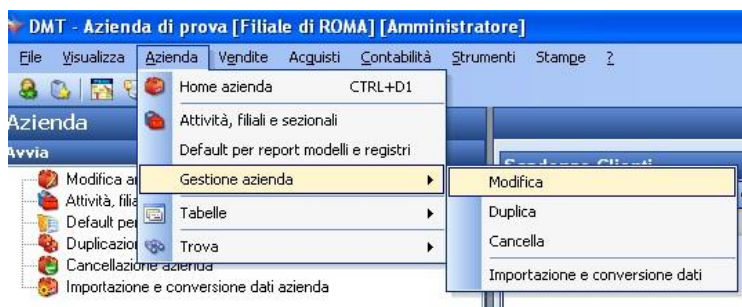 DMT - Azienda di prova [Filiale di ROMA] [Amministratore]
File Visualizza Azienda Vendite Acquisti Contabilità Strumenti Stampe ?
Azienda
Avvia
Home azienda CTRL+D1
Attività, filiali e sezionali
Default per report modelli e registri
Gestione azienda
Tabelle
Trova
Modifica
Duplica
Cancella
Importazione e conversione dati
Modifica
Attività, filia
Default per
Duplicazion
Cancellazione azienda
Importazione e conversione dati azienda